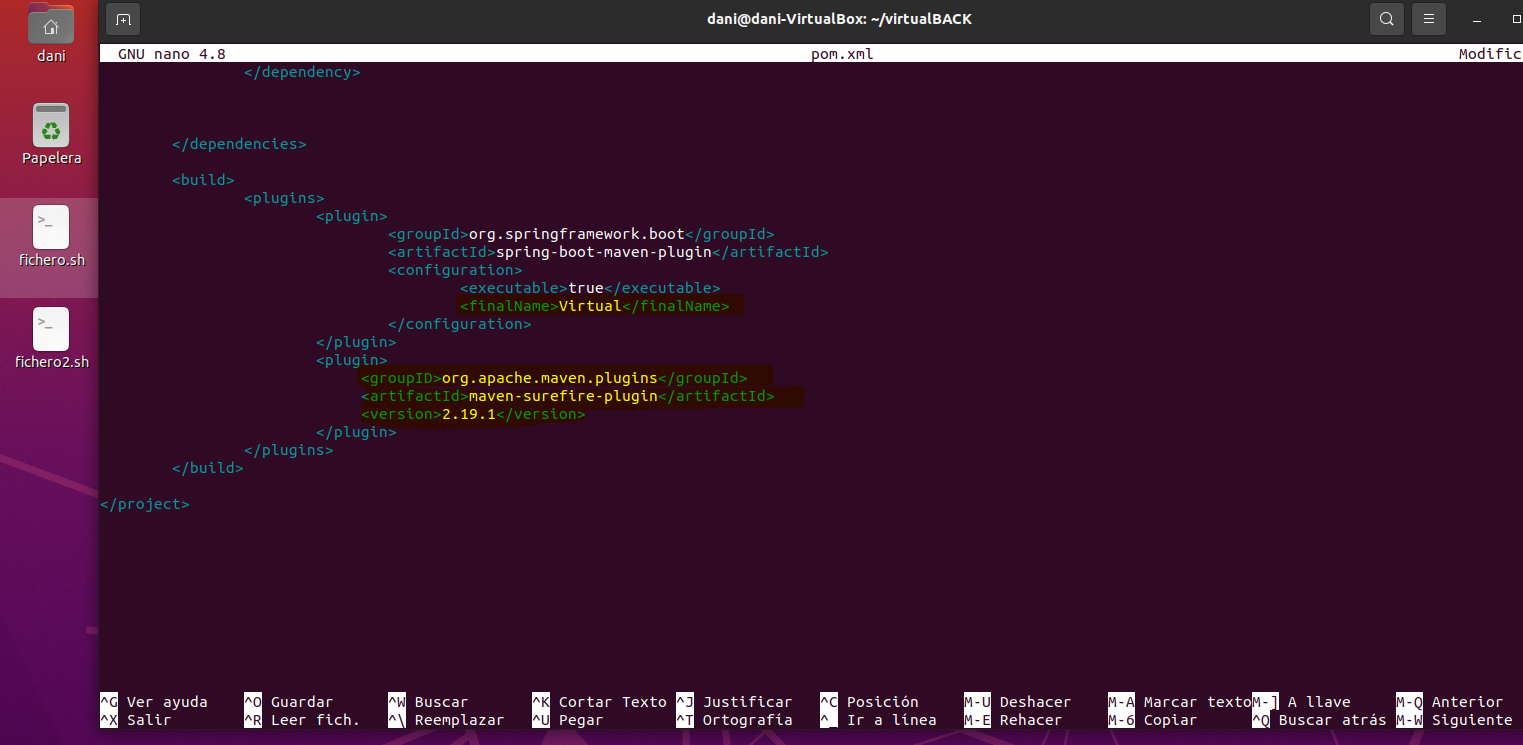 dani@dani-VirtualBox: ~/virtualBACK
dani
Papelera
fichero.sh
fichero2.sh
GNU nano 4.8 pom.xml Modific
</dependency>
</dependencies>
<build>
<plugins>
<plugin>
<groupId>org.springframework.boot</groupId>
<artifactId>spring-boot-maven-plugin</artifactId>
<configuration>
<executable>true</executable>
<finalName>Virtual</finalName>
</configuration>
</plugin>
<plugin>
<groupID>org.apache.maven.plugins</groupId>
<artifactId>maven-surefire-plugin</artifactId>
<version>2.19.1</version>
</plugin>
</plugins>
</build>
</project>
^G Ver ayuda ^O Guardar ^W Buscar ^K Cortar Texto ^J Justificar ^C Posición M-U Deshacer M-A Marcar texto M-] A llave M-Q Anterior
^X Salir ^R Leer fich. ^\ Reemplazar ^U Pegar ^T Ortografía ^_ Ir a línea M-E Rehacer M-6 Copiar ^Q Buscar atrás M-W Siguiente